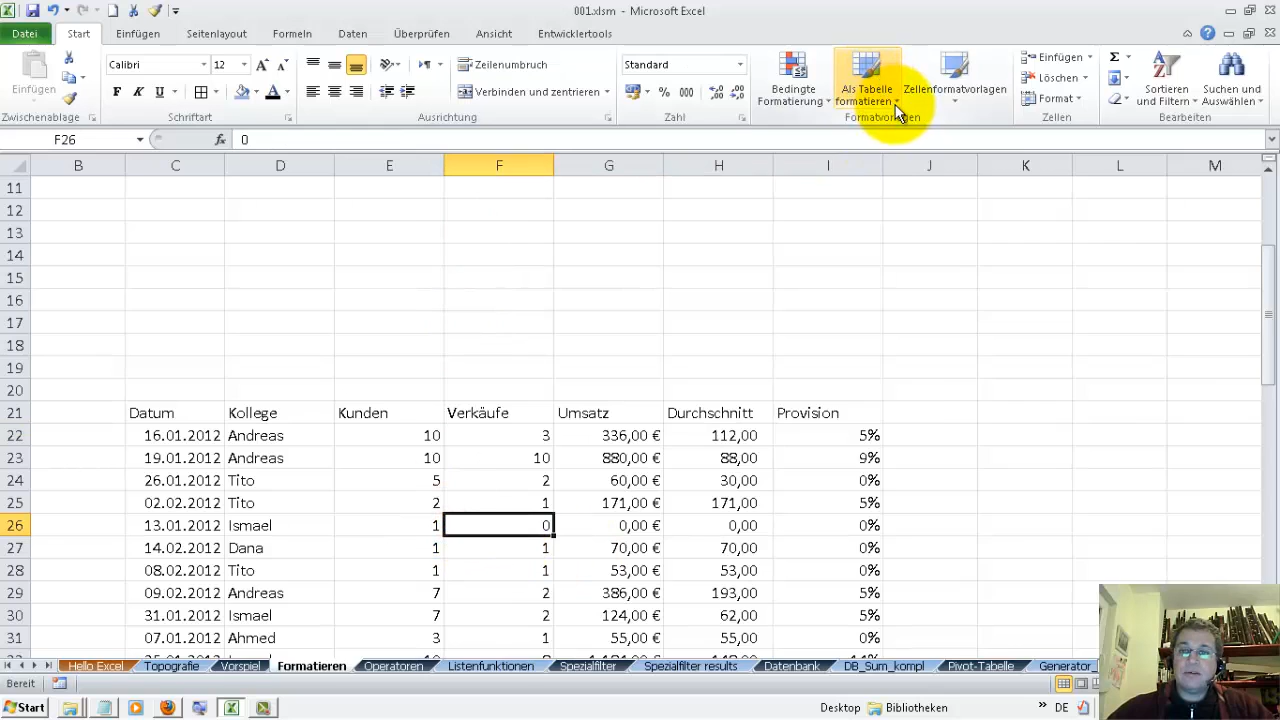 001.xlsm - Microsoft Excel
Datei Start Einfügen Seitenlayout Formeln Daten Überprüfen Ansicht Entwicklertools
Einfügen
Zwischenablage
Calibri 12
F K U
Schriftart
Zeilenumbruch
Verbinden und zentrieren
Ausrichtung
Standard
% 000
Zahl
Bedingte Formatierung
Als Tabelle formatieren
Zellenformatvorlagen
Formatvorlagen
Einfügen
Löschen
Format
Zellen
Σ
Sortieren und Filtern
Suchen und Auswählen
Bearbeiten
F26 fx 0
B C D E F G H I J K L M
11
12
13
14
15
16
17
18
19
20
21 Datum Kollege Kunden Verkäufe Umsatz Durchschnitt Provision
22 16.01.2012 Andreas 10 3 336,00 € 112,00 5%
23 19.01.2012 Andreas 10 10 880,00 € 88,00 9%
24 26.01.2012 Tito 5 2 60,00 € 30,00 0%
25 02.02.2012 Tito 2 1 171,00 € 171,00 5%
26 13.01.2012 Ismael 1 0 0,00 € 0,00 0%
27 14.02.2012 Dana 1 1 70,00 € 70,00 0%
28 08.02.2012 Tito 1 1 53,00 € 53,00 0%
29 09.02.2012 Andreas 7 2 386,00 € 193,00 5%
30 31.01.2012 Ismael 7 2 124,00 € 62,00 5%
31 07.01.2012 Ahmed 3 1 55,00 € 55,00 0%
Hello Excel Topografie Vorspiel Formatieren Operatoren Listenfunktionen Spezialfilter Spezialfilter results Datenbank DB_Sum_kompl Pivot-Tabelle Generator_
Bereit
Start Desktop Bibliotheken » DE